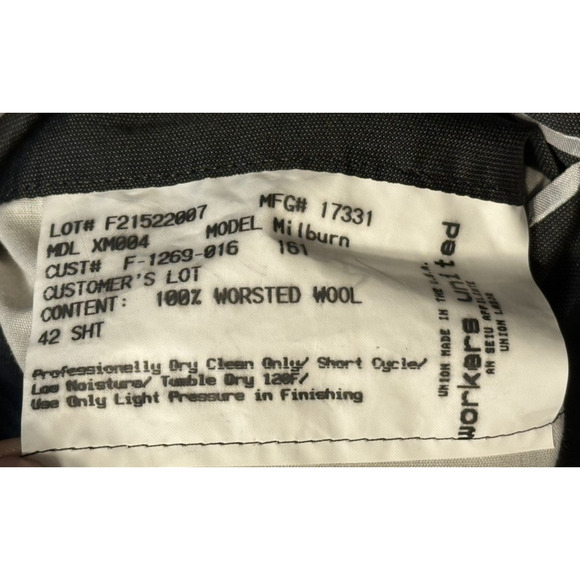 LOT# F21522007 MFG# 17331
MDL XM004 MODEL Milburn
CUST# F-1269-016 161
CUSTOMER'S LOT
CONTENT: 100% WORSTED WOOL
42 SHT
Professionally Dry Clean Only/ Short Cycle/
Low Moisture/ Tumble Dry 120F/
Use Only Light Pressure in Finishing
UNION MADE IN THE U.S.A.
workers united
AN SEIU AFFILIATE
UNION LABEL